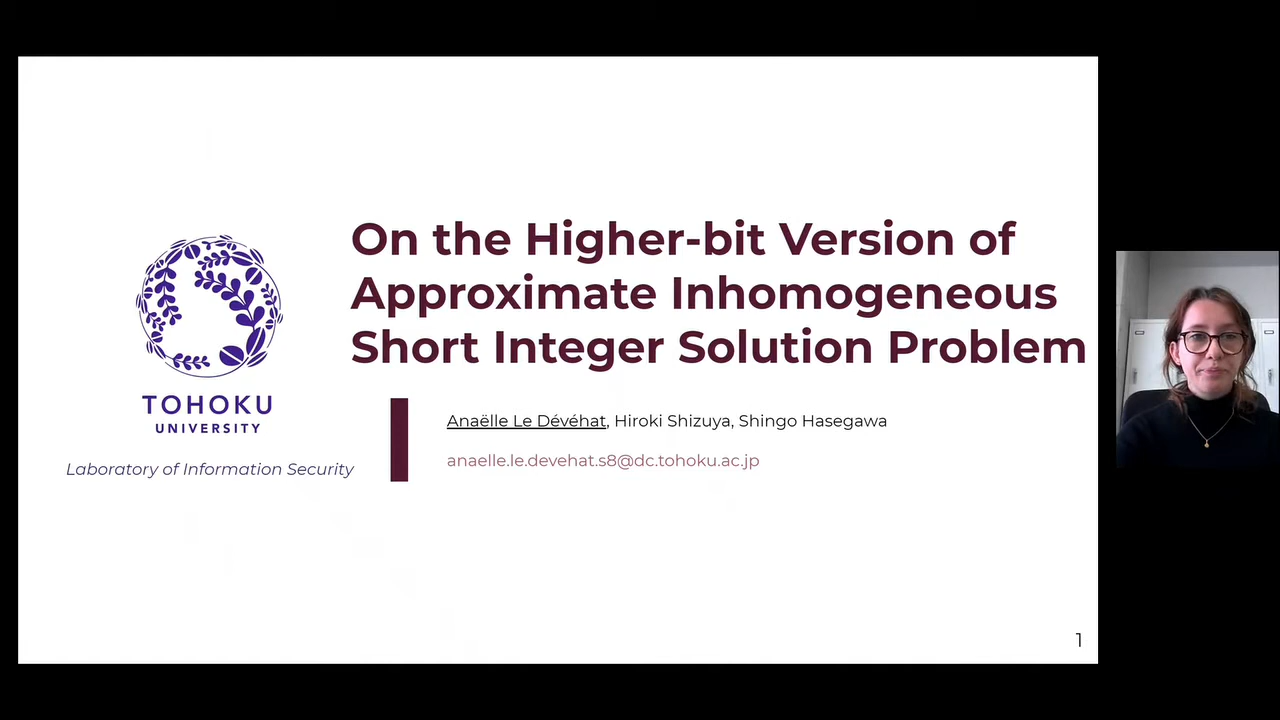 On the Higher-bit Version of
Approximate Inhomogeneous
Short Integer Solution Problem
TOHOKU
UNIVERSITY
Laboratory of Information Security
Anaëlle Le Dévéhat, Hiroki Shizuya, Shingo Hasegawa
anaelle.le.devehat.s8@dc.tohoku.ac.jp
1